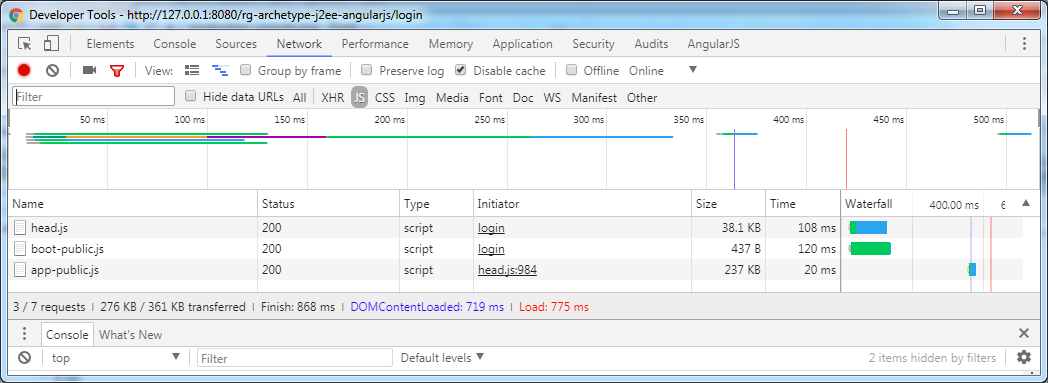 Developer Tools - http://127.0.0.1:8080/rg-archetype-j2ee-angularjs/login
Elements Console Sources Network Performance Memory Application Security Audits AngularJS
View: Group by frame Preserve log Disable cache Offline Online
Filter Hide data URLs All XHR JS CSS Img Media Font Doc WS Manifest Other
50 ms 100 ms 150 ms 200 ms 250 ms 300 ms 350 ms 400 ms 450 ms 500 ms
Name Status Type Initiator Size Time Waterfall 400.00 ms 6
head.js 200 script login 38.1 KB 108 ms
boot-public.js 200 script login 437 B 120 ms
app-public.js 200 script head.js:984 237 KB 20 ms
3 / 7 requests | 276 KB / 361 KB transferred | Finish: 868 ms | DOMContentLoaded: 719 ms | Load: 775 ms
Console What's New
top Filter Default levels 2 items hidden by filters